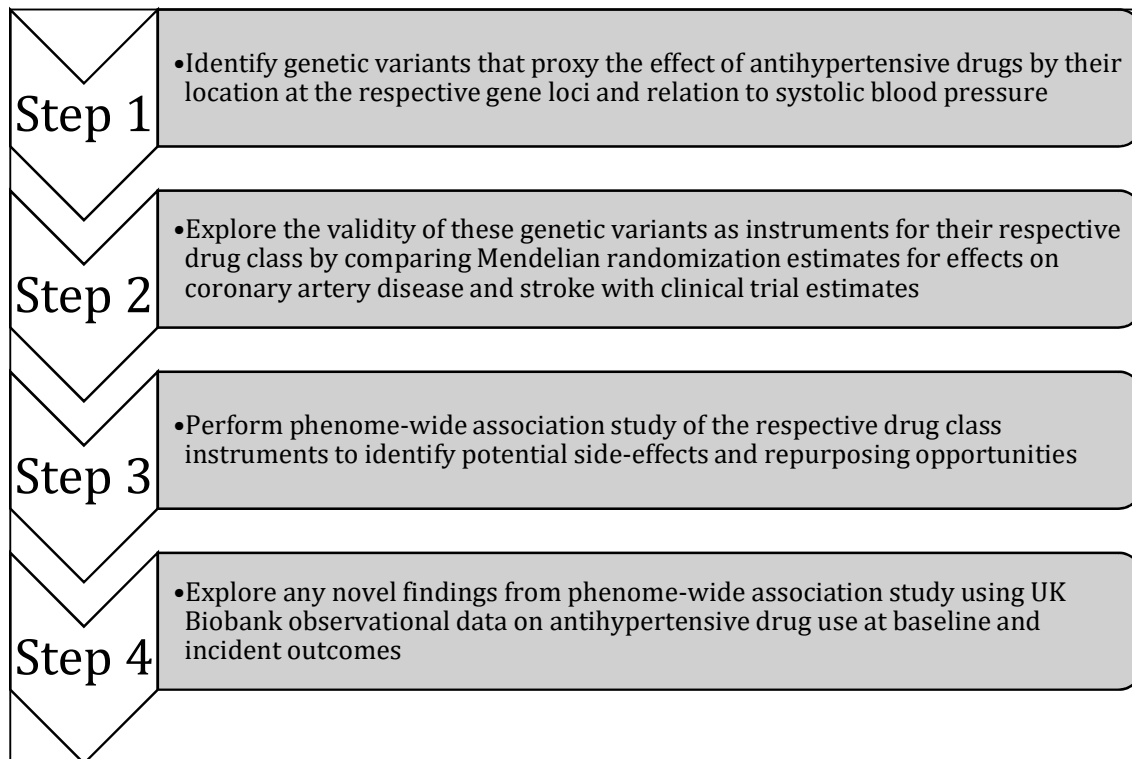 Step 1
•Identify genetic variants that proxy the effect of antihypertensive drugs by their
location at the respective gene loci and relation to systolic blood pressure
Step 2
•Explore the validity of these genetic variants as instruments for their respective
drug class by comparing Mendelian randomization estimates for effects on
coronary artery disease and stroke with clinical trial estimates
Step 3
•Perform phenome-wide association study of the respective drug class
instruments to identify potential side-effects and repurposing opportunities
Step 4
•Explore any novel findings from phenome-wide association study using UK
Biobank observational data on antihypertensive drug use at baseline and
incident outcomes